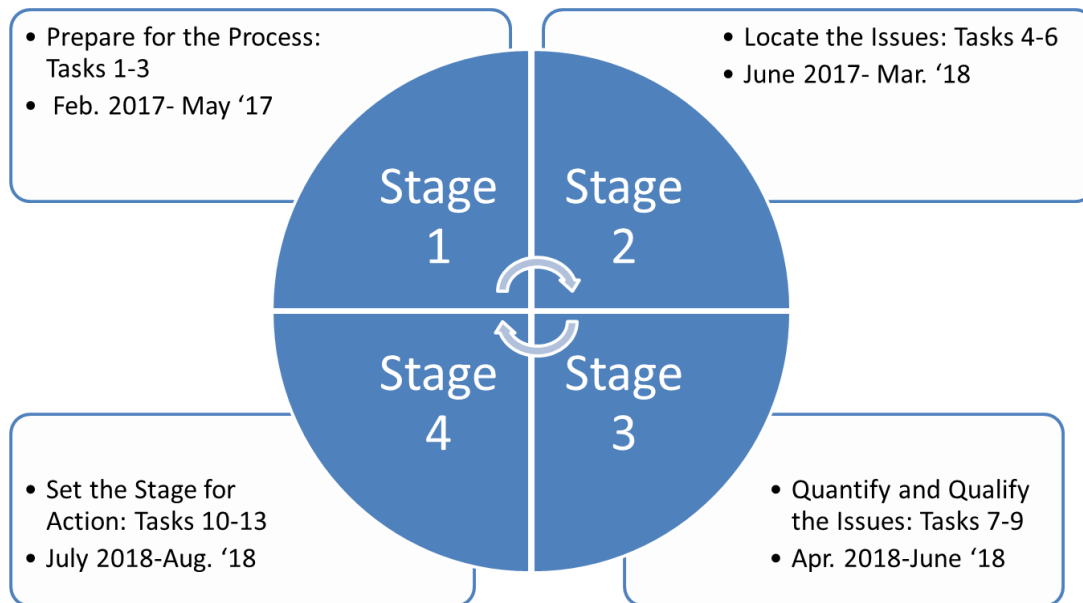 • Prepare for the Process:
Tasks 1-3
• Feb. 2017- May ‘17
• Locate the Issues: Tasks 4-6
• June 2017- Mar. ‘18
Stage
1
Stage
2
Stage
4
Stage
3
• Set the Stage for
Action: Tasks 10-13
• July 2018-Aug. ‘18
• Quantify and Qualify
the Issues: Tasks 7-9
• Apr. 2018-June ‘18